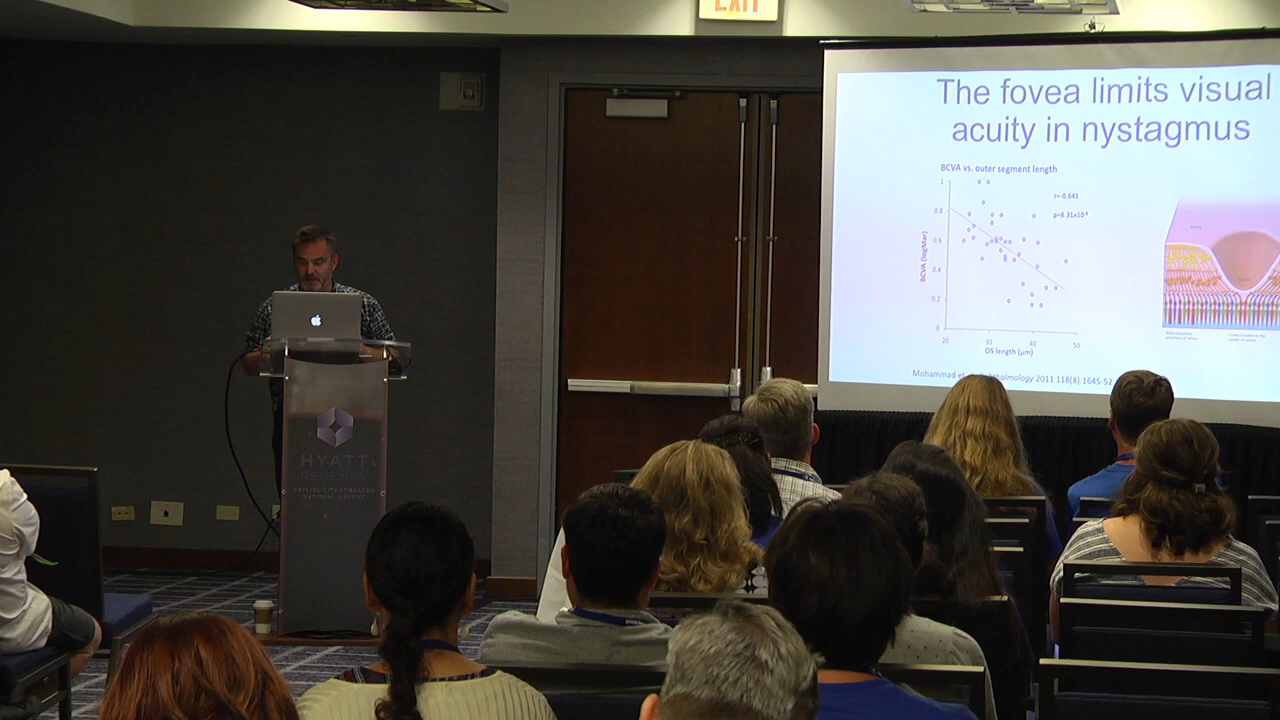 EXIT
The fovea limits visual
acuity in nystagmus
BCVA vs. outer segment length
r=-0.641
p=6.31x10
1
0.8
0.6
0.4
0.2
0
BCVA (logMar)
20
30
40
50
OS length (µm)
Mohammad et 2011 118(8):1645-52
HYATT
REGENCY
CRYSTAL CITY AT REAGAN
NATIONAL AIRPORT